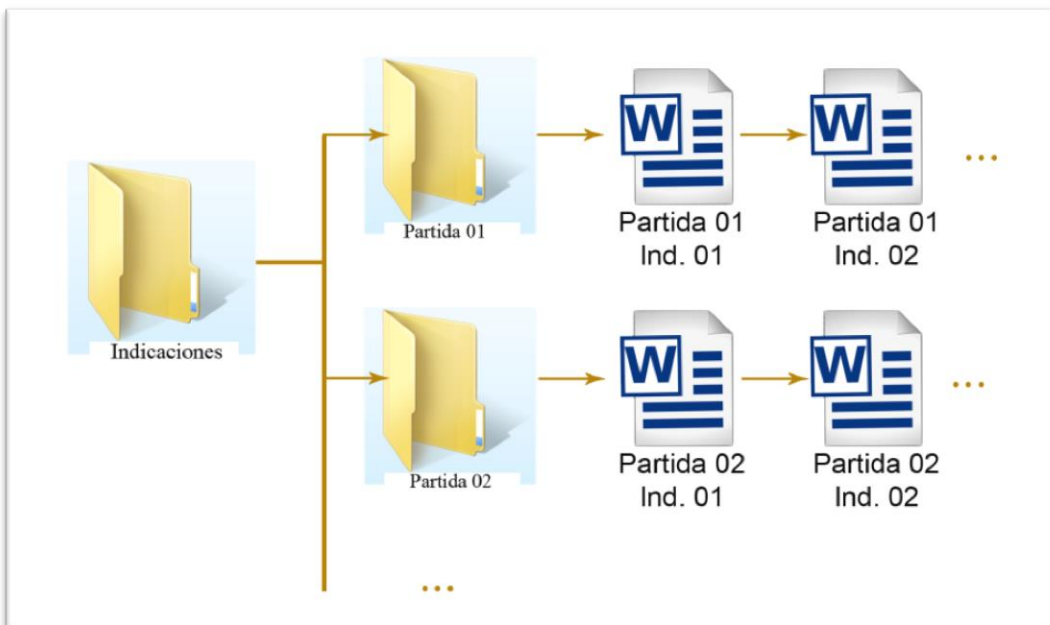 Indicaciones
Partida 01
W
Partida 01
Ind. 01
W
Partida 01
Ind. 02
...
Partida 02
W
Partida 02
Ind. 01
W
Partida 02
Ind. 02
...
...